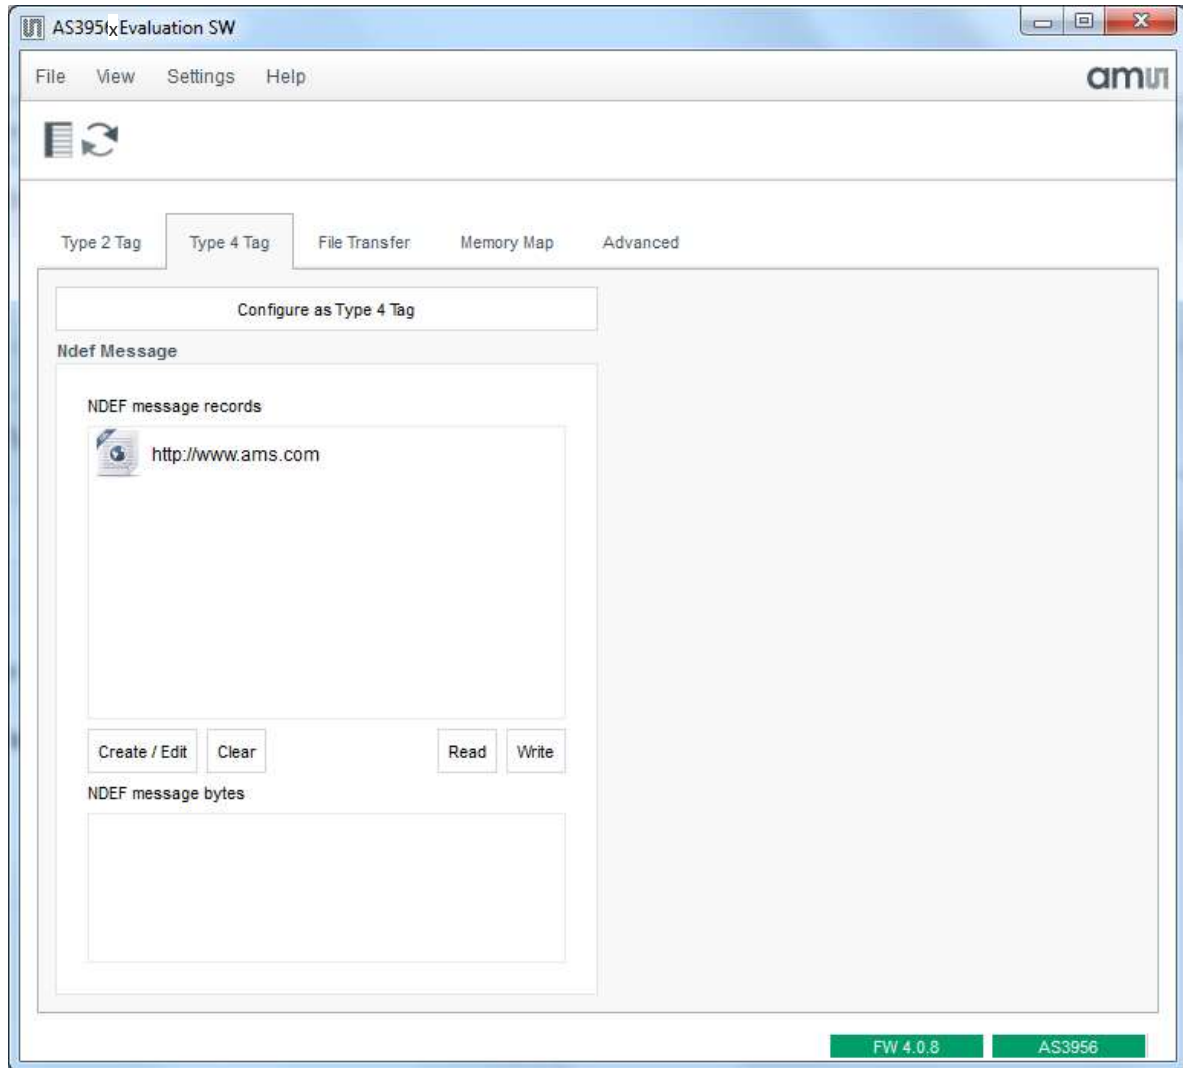 AS395x Evaluation SW
File View Settings Help
amu
Type 2 Tag Type 4 Tag File Transfer Memory Map Advanced
Configure as Type 4 Tag
Ndef Message
NDEF message records
http://www.ams.com
Create / Edit Clear Read Write
NDEF message bytes
FW 4.0.8 AS3956